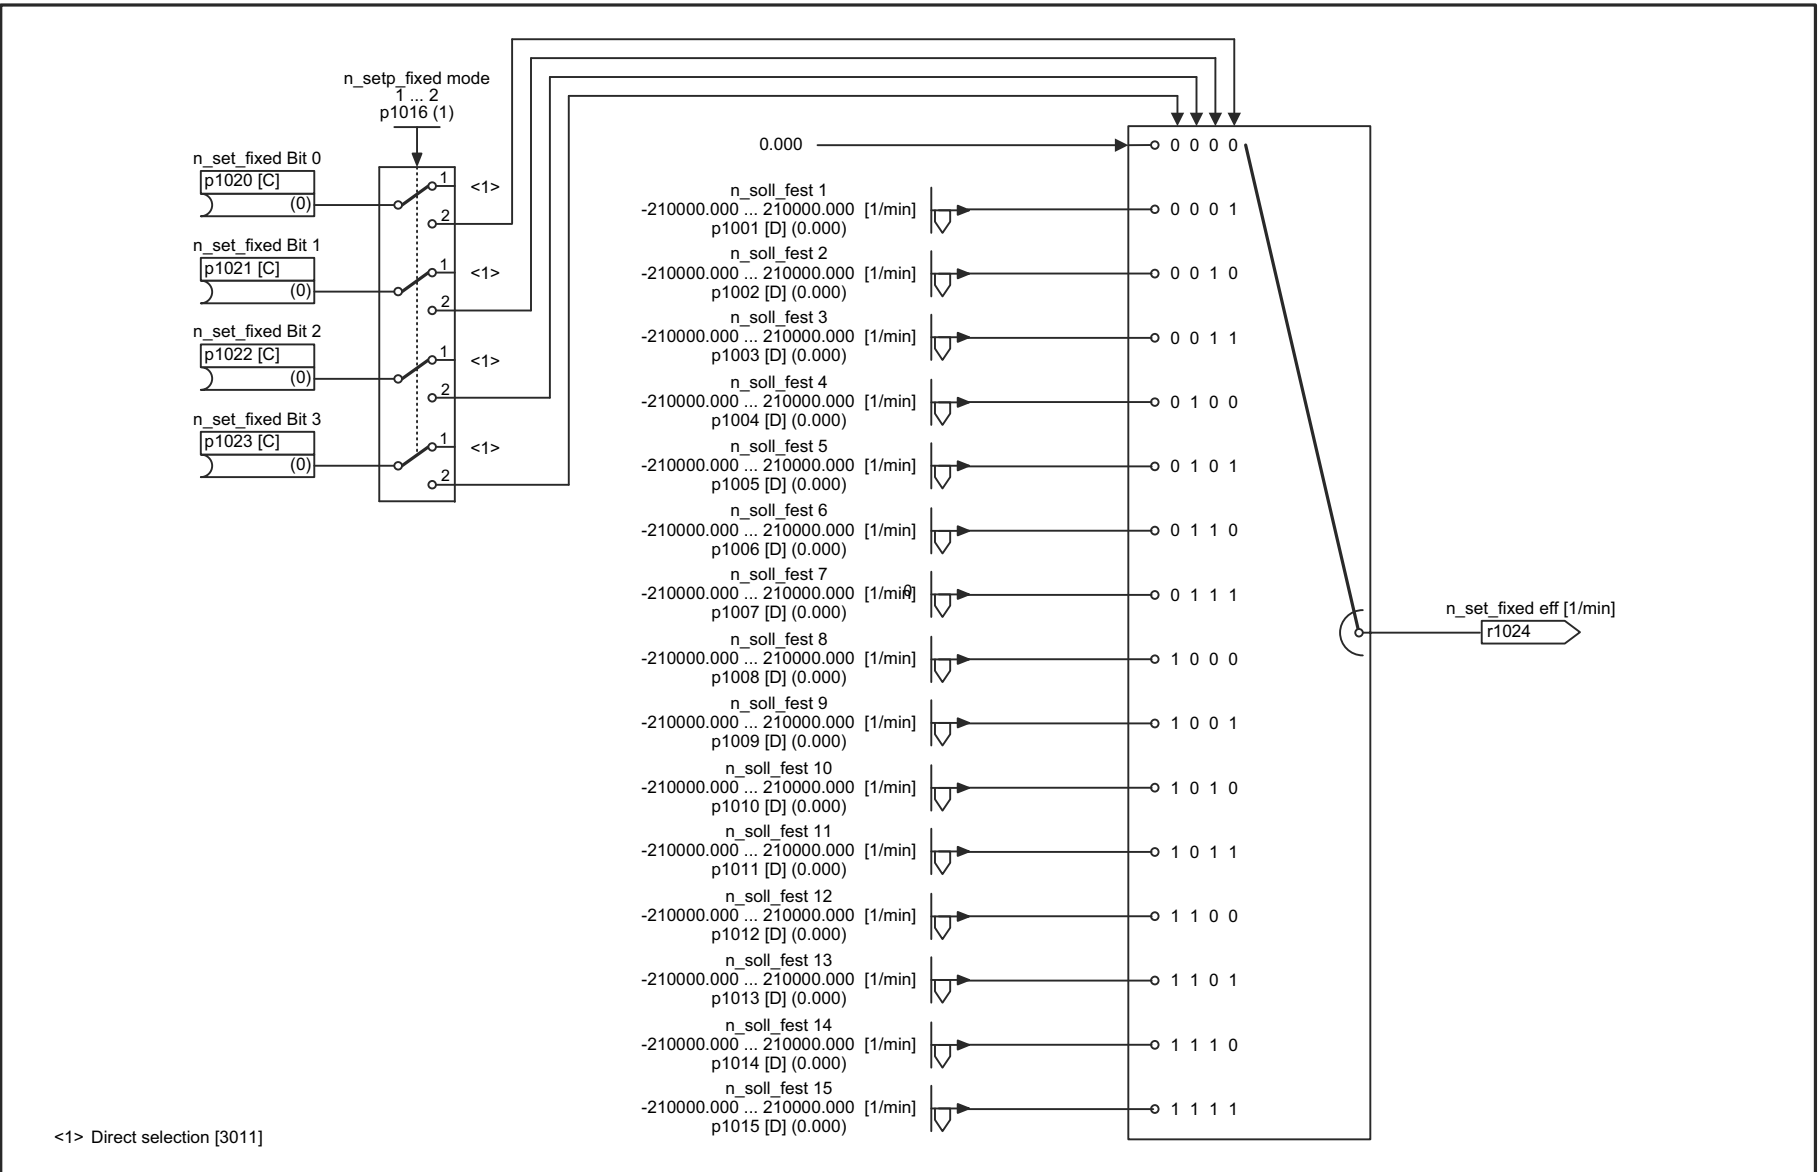 n_setp_fixed mode
1 ... 2
p1016 (1)
n_set_fixed Bit 0
p1020 [C]
(0)
1
<1>
2
n_set_fixed Bit 1
p1021 [C]
(0)
1
<1>
2
n_set_fixed Bit 2
p1022 [C]
(0)
1
<1>
2
n_set_fixed Bit 3
p1023 [C]
(0)
1
<1>
2
0.000
0 0 0 0
n_soll_fest 1
-210000.000 ... 210000.000 [1/min]
p1001 [D] (0.000)
0 0 0 1
n_soll_fest 2
-210000.000 ... 210000.000 [1/min]
p1002 [D] (0.000)
0 0 1 0
n_soll_fest 3
-210000.000 ... 210000.000 [1/min]
p1003 [D] (0.000)
0 0 1 1
n_soll_fest 4
-210000.000 ... 210000.000 [1/min]
p1004 [D] (0.000)
0 1 0 0
n_soll_fest 5
-210000.000 ... 210000.000 [1/min]
p1005 [D] (0.000)
0 1 0 1
n_soll_fest 6
-210000.000 ... 210000.000 [1/min]
p1006 [D] (0.000)
0 1 1 0
n_soll_fest 7
-210000.000 ... 210000.000 [1/min]
0
p1007 [D] (0.000)
0 1 1 1
n_soll_fest 8
-210000.000 ... 210000.000 [1/min]
p1008 [D] (0.000)
1 0 0 0
n_soll_fest 9
-210000.000 ... 210000.000 [1/min]
p1009 [D] (0.000)
1 0 0 1
n_soll_fest 10
-210000.000 ... 210000.000 [1/min]
p1010 [D] (0.000)
1 0 1 0
n_soll_fest 11
-210000.000 ... 210000.000 [1/min]
p1011 [D] (0.000)
1 0 1 1
n_soll_fest 12
-210000.000 ... 210000.000 [1/min]
p1012 [D] (0.000)
1 1 0 0
n_soll_fest 13
-210000.000 ... 210000.000 [1/min]
p1013 [D] (0.000)
1 1 0 1
n_soll_fest 14
-210000.000 ... 210000.000 [1/min]
p1014 [D] (0.000)
1 1 1 0
n_soll_fest 15
-210000.000 ... 210000.000 [1/min]
p1015 [D] (0.000)
1 1 1 1
n_set_fixed eff [1/min]
r1024
<1> Direct selection [3011]